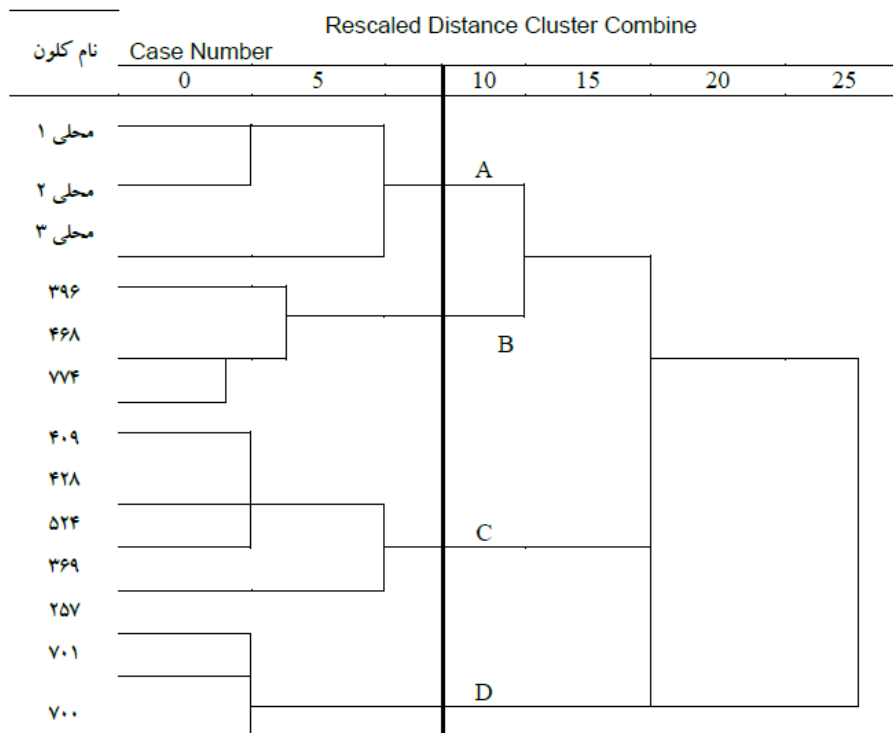 Rescaled Distance Cluster Combine
نام کلون
Case Number
0 5 10 15 20 25
محلی ۱
A
محلی ۲
محلی ۳
۳۹۶
۴۶۸
B
۷۷۴
۴۰۹
۴۲۸
۵۲۴
C
۳۶۹
۲۵۷
۷۰۱
D
۷۰۰